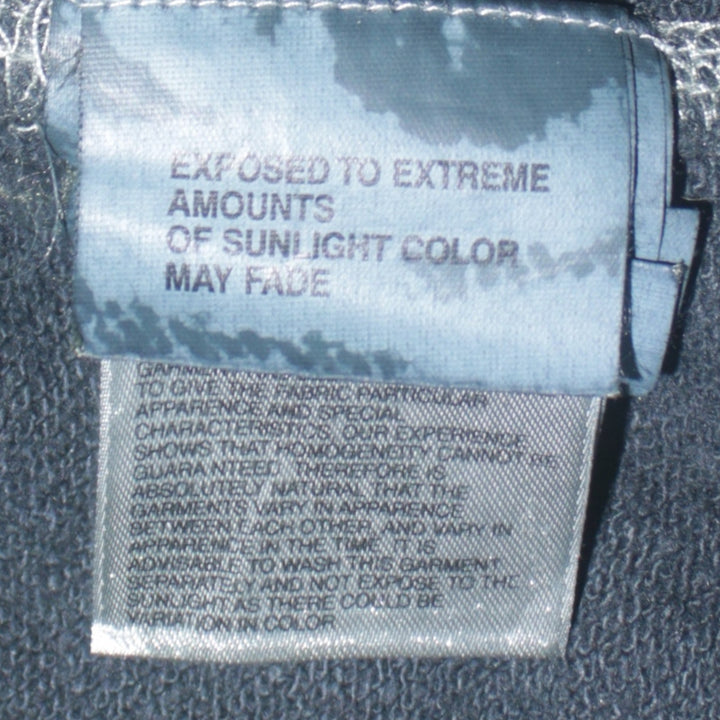 EXPOSED TO EXTREME
AMOUNTS
OF SUNLIGHT COLOR
MAY FADE
TO GIVE THE FABRIC PARTICULAR
APPARENCE AND SPECIAL
CHARACTERISTICS. OUR EXPERIENCE
SHOWS THAT HOMOGENEITY CANNOT BE
GUARANTEED. THEREFORE IS
ABSOLUTELY NATURAL THAT THE
GARMENTS VARY IN APPARENCE
BETWEEN EACH OTHER, AND VARY IN
APPARENCE IN THE TIME. IT IS
ADVISABLE TO WASH THIS GARMENT
SEPARATELY AND NOT EXPOSE TO THE
SUNLIGHT AS THERE COULD BE
VARIATION IN COLOR